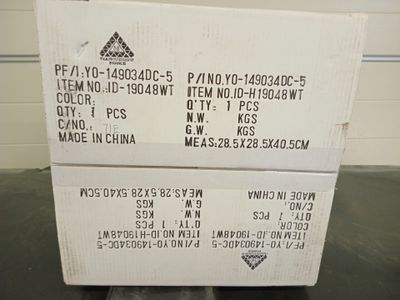 PF/I:YO-149034DC-5
ITEM NO.:ID-19048WT
COLOR:
QTY: 1 PCS
C/NO.: 71E
MADE IN CHINA
P/INO.YO-149034DC-5
ITEM NO.:ID-H19048WT
Q'TY: 1 PCS
N.W. KGS
G.W. KGS
MEAS:28.5X28.5X40.5CM
PF/I:YO-149034DC-5
ITEM NO.:ID-19048WT
COLOR:
QTY: 1 PCS
C/NO.:
MADE IN CHINA
P/INO.YO-149034DC-5
ITEM NO.:ID-H19048WT
Q'TY: 1 PCS
N.W. KGS
G.W. KGS
MEAS.28.5X28.5X40.5CM